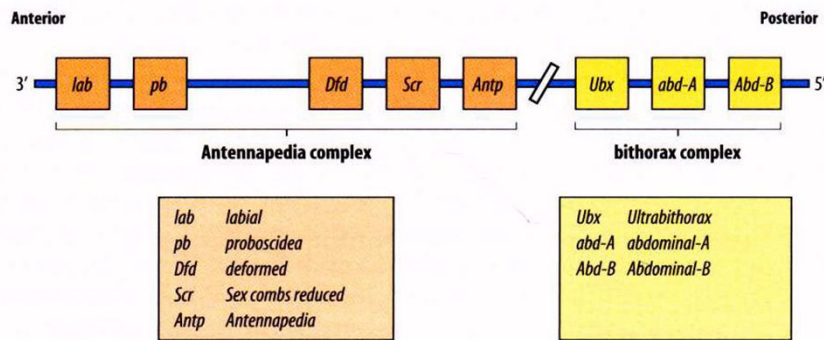 Anterior Posterior
3′ lab pb Dfd Scr Antp Ubx abd-A Abd-B 5′
Antennapedia complex bithorax complex
lab labial
pb proboscidea
Dfd deformed
Scr Sex combs reduced
Antp Antennapedia
Ubx Ultrabithorax
abd-A abdominal-A
Abd-B Abdominal-B